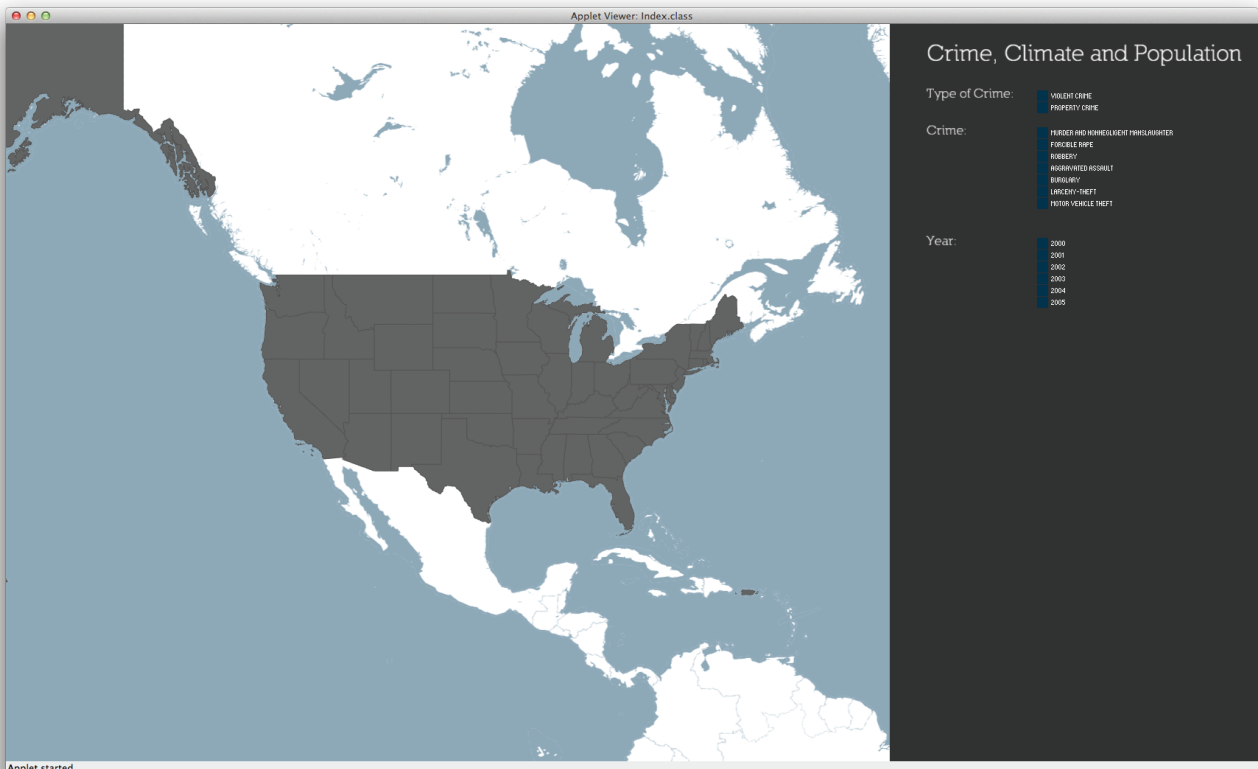 Applet Viewer: Index.class
Crime, Climate and Population
Type of Crime:
VIOLENT CRIME
PROPERTY CRIME
Crime:
MURDER AND NONNEGLIGENT MANSLAUGHTER
FORCIBLE RAPE
ROBBERY
AGGRAVATED ASSAULT
BURGLARY
LARCENY-THEFT
MOTOR VEHICLE THEFT
Year:
2000
2001
2002
2003
2004
2005
Applet started.